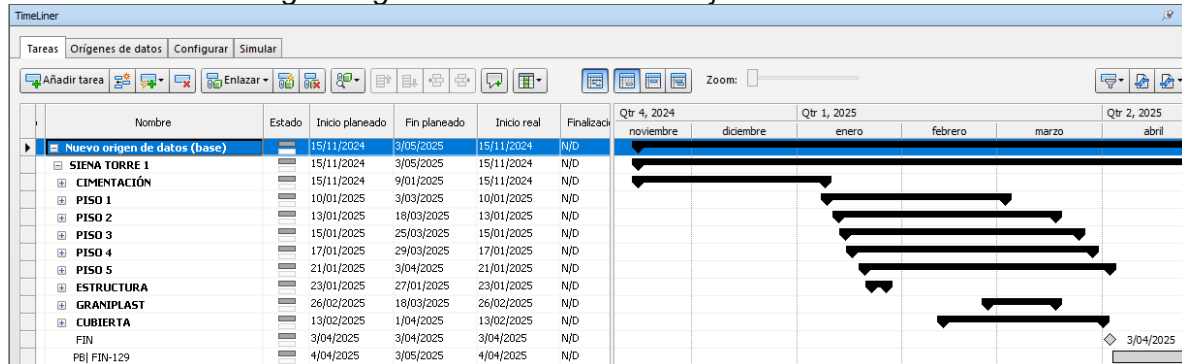 TimeLiner
Tareas Orígenes de datos Configurar Simular
Añadir tarea Enlazar Zoom:
Nombre Estado Inicio planeado Fin planeado Inicio real Finalizaci
Qtr 4, 2024 Qtr 1, 2025 Qtr 2, 2025
noviembre diciembre enero febrero marzo abril
Nuevo origen de datos (base) 15/11/2024 3/05/2025 15/11/2024 N/D
SIENA TORRE 1 15/11/2024 3/05/2025 15/11/2024 N/D
CIMENTACIÓN 15/11/2024 9/01/2025 15/11/2024 N/D
PISO 1 10/01/2025 3/03/2025 10/01/2025 N/D
PISO 2 13/01/2025 18/03/2025 13/01/2025 N/D
PISO 3 15/01/2025 25/03/2025 15/01/2025 N/D
PISO 4 17/01/2025 29/03/2025 17/01/2025 N/D
PISO 5 21/01/2025 3/04/2025 21/01/2025 N/D
ESTRUCTURA 23/01/2025 27/01/2025 23/01/2025 N/D
GRANIPLAST 26/02/2025 18/03/2025 26/02/2025 N/D
CUBIERTA 13/02/2025 1/04/2025 13/02/2025 N/D
FIN 3/04/2025 3/04/2025 3/04/2025 N/D 3/04/2025
PB| FIN-129 4/04/2025 3/05/2025 4/04/2025 N/D